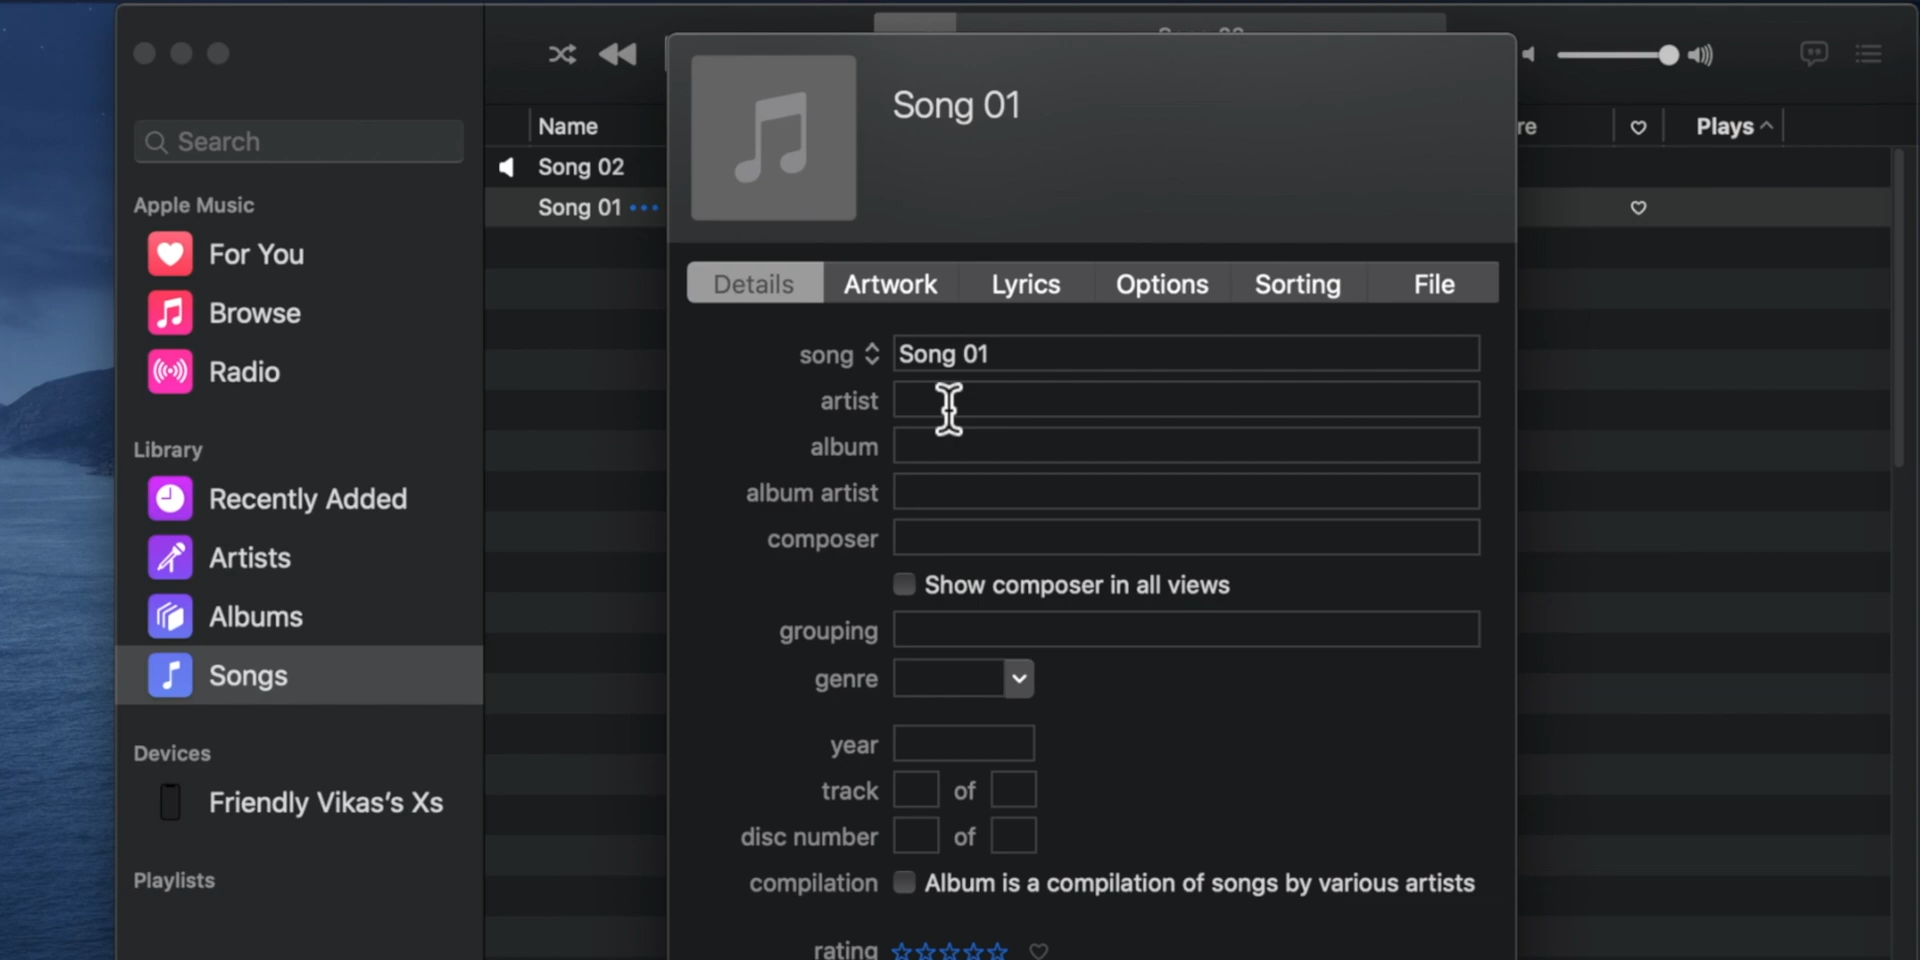 Search
Apple Music
For You
Browse
Radio
Library
Recently Added
Artists
Albums
Songs
Devices
Friendly Vikas's Xs
Playlists
Name
Song 02
Song 01 •••
re
Plays
Song 01
Details Artwork Lyrics Options Sorting File
song Song 01
artist
album
album artist
composer
Show composer in all views
grouping
genre
year
track of
disc number of
compilation Album is a compilation of songs by various artists
rating